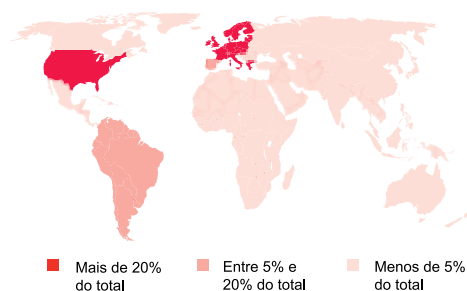 Mais de 20%
do total
Entre 5% e
20% do total
Menos de 5%
do total